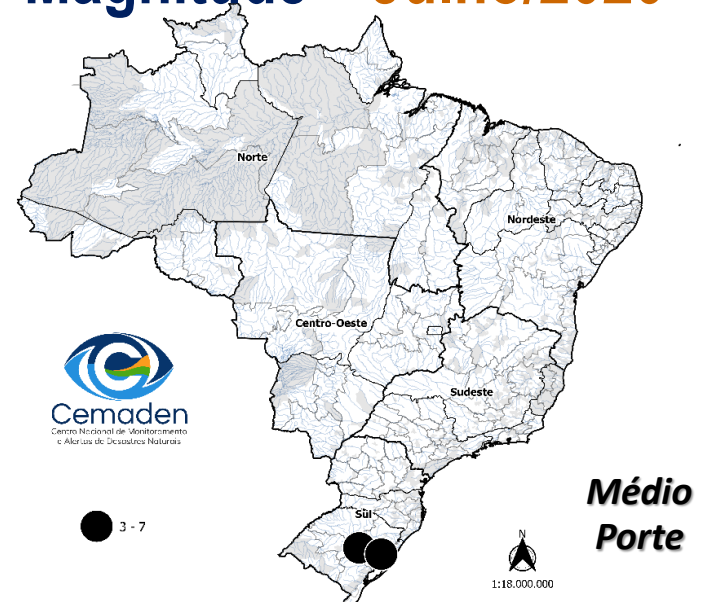 Norte
Nordeste
Centro-Oeste
Cemaden
Centro Nacional de Monitoramento
e Alertas de Desastres Naturais
Sudeste
Médio
Porte
Sul
3 - 7
N
1:18.000.000